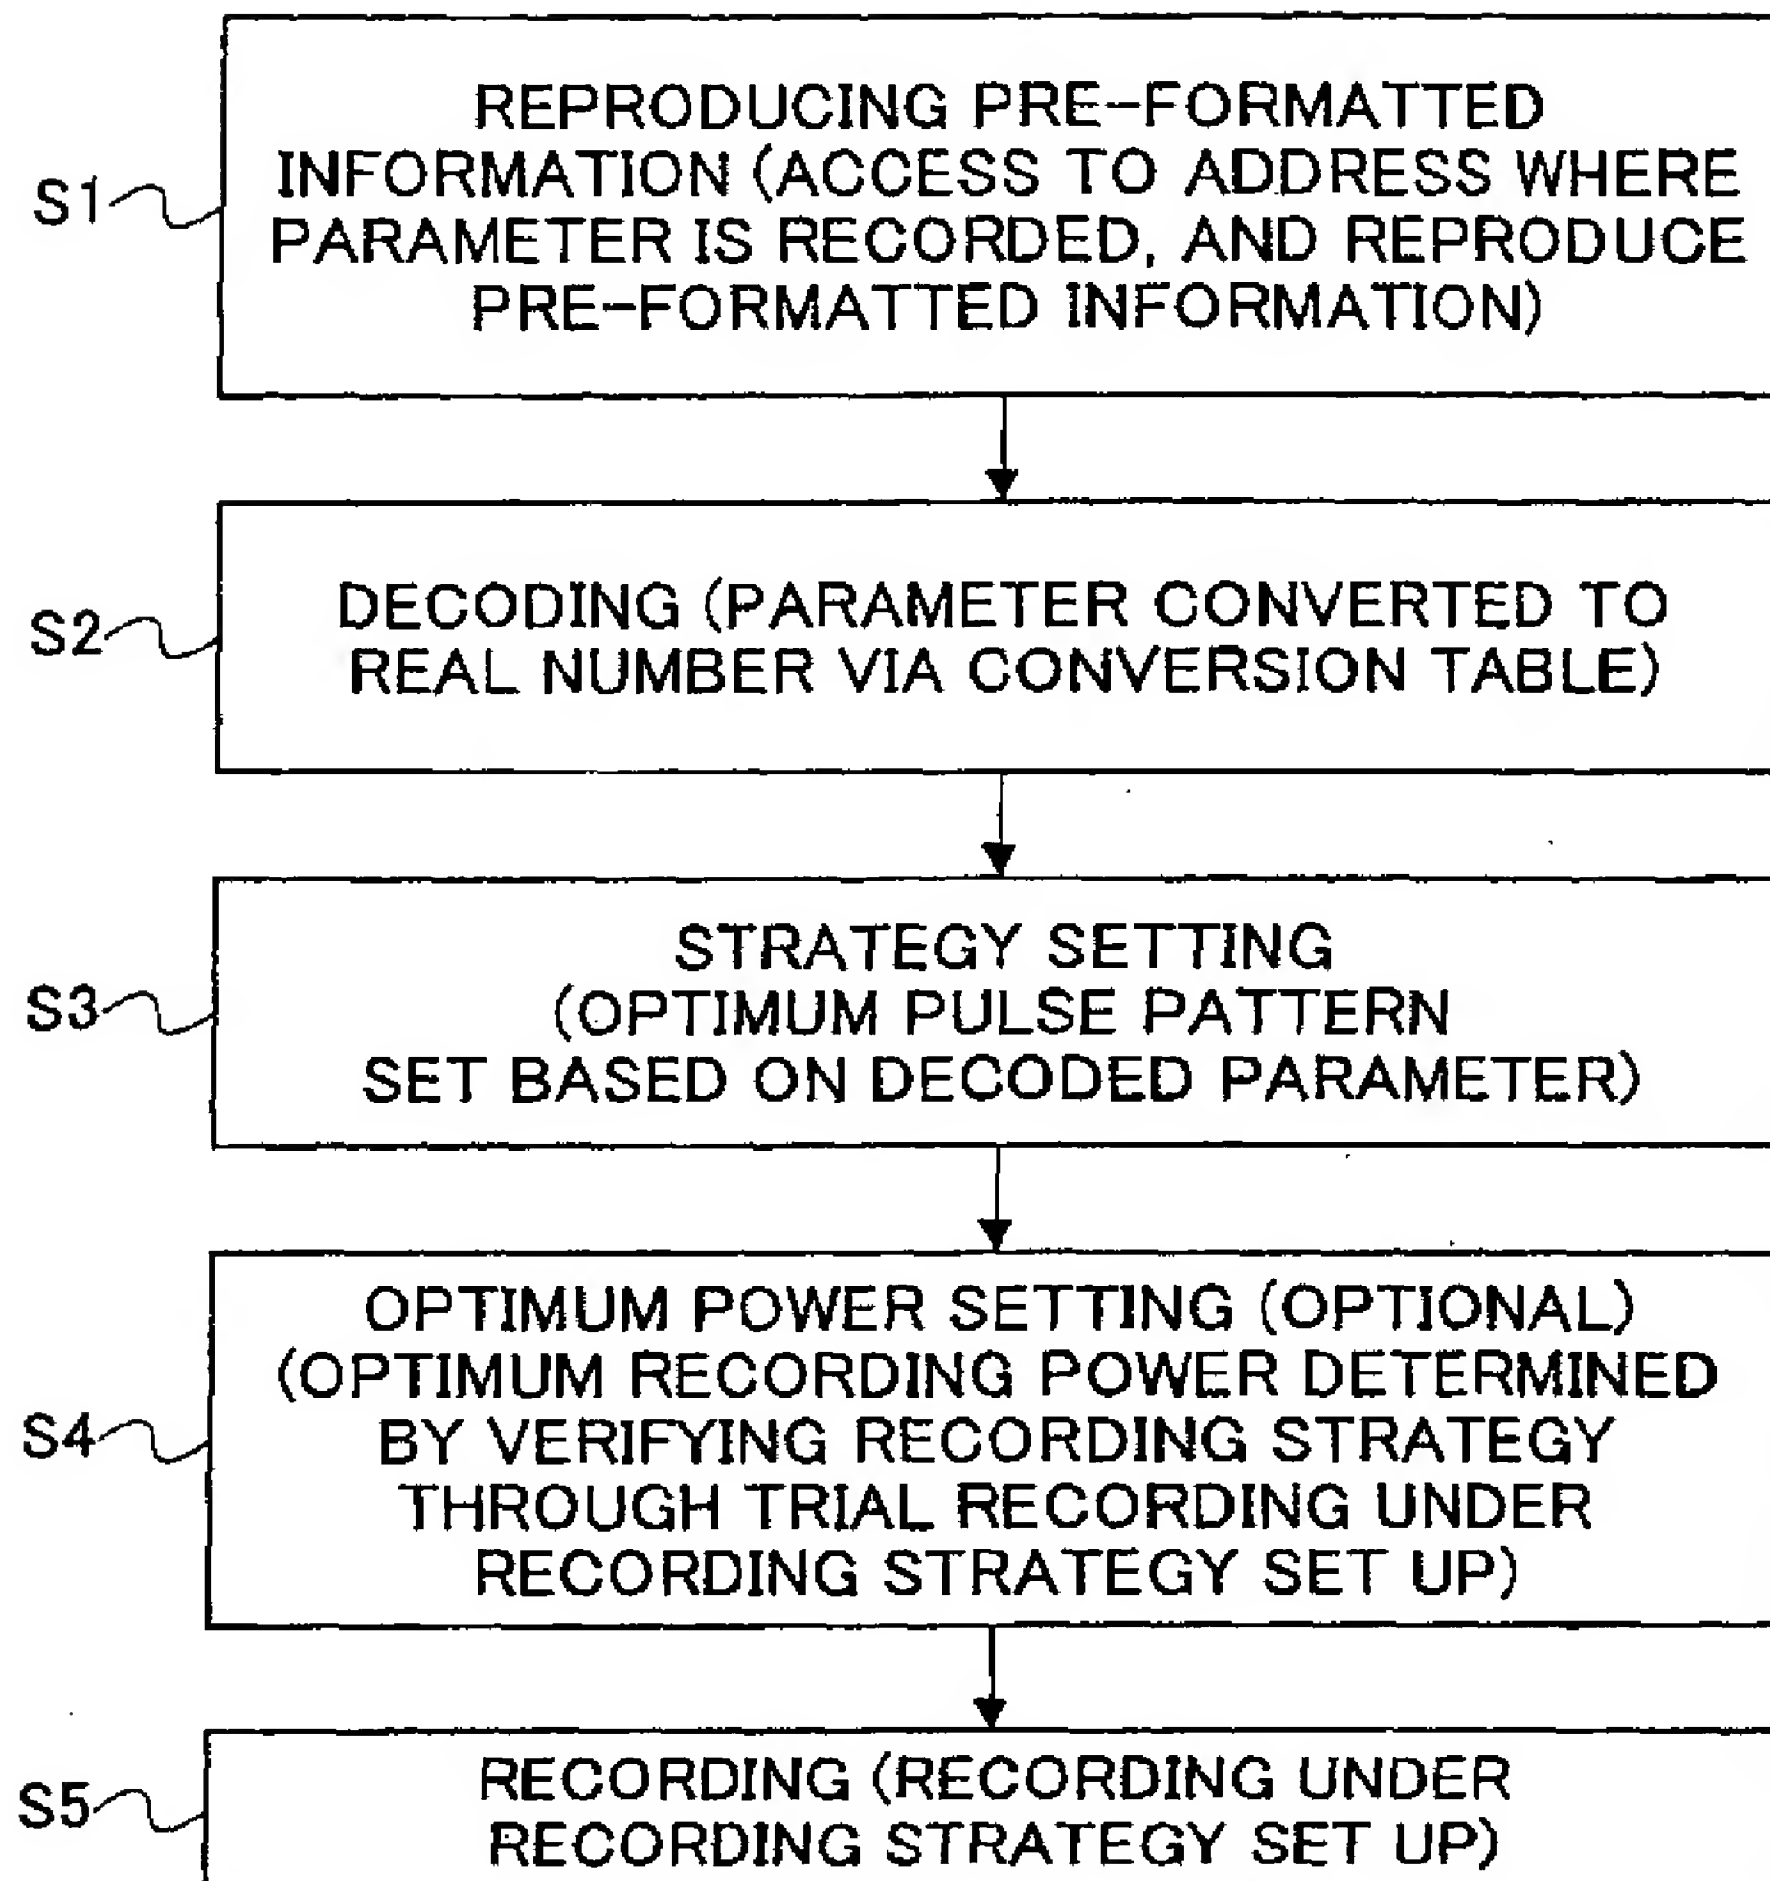 REPRODUCING PRE-FORMATTED
INFORMATION (ACCESS TO ADDRESS WHERE
PARAMETER IS RECORDED, AND REPRODUCE
PRE-FORMATTED INFORMATION)
S1
DECODING (PARAMETER CONVERTED TO
REAL NUMBER VIA CONVERSION TABLE)
S2
STRATEGY SETTING
(OPTIMUM PULSE PATTERN
SET BASED ON DECODED PARAMETER)
S3
OPTIMUM POWER SETTING (OPTIONAL)
(OPTIMUM RECORDING POWER DETERMINED
BY VERIFYING RECORDING STRATEGY
THROUGH TRIAL RECORDING UNDER
RECORDING STRATEGY SET UP)
S4
RECORDING (RECORDING UNDER
RECORDING STRATEGY SET UP)
S5